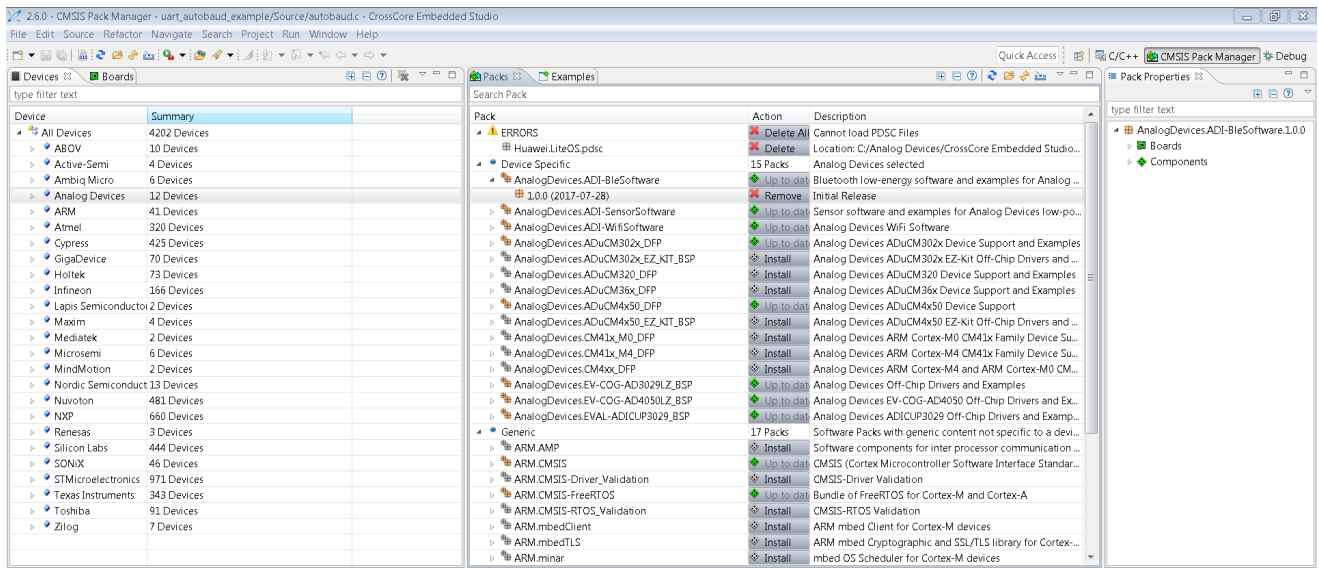 2.6.0 - CMSIS Pack Manager - uart_autobaud_example/Source/autobaud.c - CrossCore Embedded Studio
File Edit Source Refactor Navigate Search Project Run Window Help
Quick Access C/C++ CMSIS Pack Manager Debug
Devices Boards
type filter text
Device Summary
All Devices 4202 Devices
ABOV 10 Devices
Active-Semi 4 Devices
Ambiq Micro 6 Devices
Analog Devices 12 Devices
ARM 41 Devices
Atmel 320 Devices
Cypress 425 Devices
GigaDevice 70 Devices
Holtek 73 Devices
Infineon 166 Devices
Lapis Semiconductor 2 Devices
Maxim 4 Devices
Mediatek 2 Devices
Microsemi 6 Devices
MindMotion 2 Devices
Nordic Semiconduct 13 Devices
Nuvoton 481 Devices
NXP 660 Devices
Renesas 3 Devices
Silicon Labs 444 Devices
SONiX 46 Devices
STMicroelectronics 971 Devices
Texas Instruments 343 Devices
Toshiba 91 Devices
Zilog 7 Devices
Packs Examples
Search Pack
Pack Action Description
ERRORS Delete All Cannot load PDSC Files
Huawei.LiteOS.pdsc Delete Location: C:/Analog Devices/CrossCore Embedded Studio...
Device Specific 15 Packs Analog Devices selected
AnalogDevices.ADI-BleSoftware Up to dat Bluetooth low-energy software and examples for Analog ...
1.0.0 (2017-07-28) Remove Initial Release
AnalogDevices.ADI-SensorSoftware Up to dat Sensor software and examples for Analog Devices low-po...
AnalogDevices.ADI-WifiSoftware Up to dat Analog Devices WiFi Software
AnalogDevices.ADuCM302x_DFP Up to dat Analog Devices ADuCM302x Device Support and Examples
AnalogDevices.ADuCM302x_EZ_KIT_BSP Install Analog Devices ADuCM302x EZ-Kit Off-Chip Drivers and ...
AnalogDevices.ADuCM320_DFP Install Analog Devices ADuCM320 Device Support and Examples
AnalogDevices.ADuCM36x_DFP Install Analog Devices ADuCM36x Device Support and Examples
AnalogDevices.ADuCM4x50_DFP Up to dat Analog Devices ADuCM4x50 Device Support
AnalogDevices.ADuCM4x50_EZ_KIT_BSP Install Analog Devices ADuCM4x50 EZ-Kit Off-Chip Drivers and ...
AnalogDevices.CM41x_M0_DFP Install Analog Devices ARM Cortex-M0 CM41x Family Device Su...
AnalogDevices.CM41x_M4_DFP Install Analog Devices ARM Cortex-M4 CM41x Family Device Su...
AnalogDevices.CM4xx_DFP Install Analog Devices ARM Cortex-M4 and ARM Cortex-M0 CM...
AnalogDevices.EV-COG-AD3029LZ_BSP Up to dat Analog Devices Off-Chip Drivers and Examples
AnalogDevices.EV-COG-AD4050LZ_BSP Up to dat Analog Devices EV-COG-AD4050 Off-Chip Drivers and Ex...
AnalogDevices.EVAL-ADICUP3029_BSP Up to dat Analog Devices ADICUP3029 Off-Chip Drivers and Examp...
Generic 17 Packs Software Packs with generic content not specific to a devi...
ARM.AMP Install Software components for inter processor communication ...
ARM.CMSIS Up to dat CMSIS (Cortex Microcontroller Software Interface Standar...
ARM.CMSIS-Driver_Validation Install CMSIS-Driver Validation
ARM.CMSIS-FreeRTOS Up to dat Bundle of FreeRTOS for Cortex-M and Cortex-A
ARM.CMSIS-RTOS_Validation Install CMSIS-RTOS Validation
ARM.mbedClient Install ARM mbed Client for Cortex-M devices
ARM.mbedTLS Install ARM mbed Cryptographic and SSL/TLS library for Cortex-...
ARM.minar Install mbed OS Scheduler for Cortex-M devices
Pack Properties
type filter text
AnalogDevices.ADI-BleSoftware.1.0.0
Boards
Components